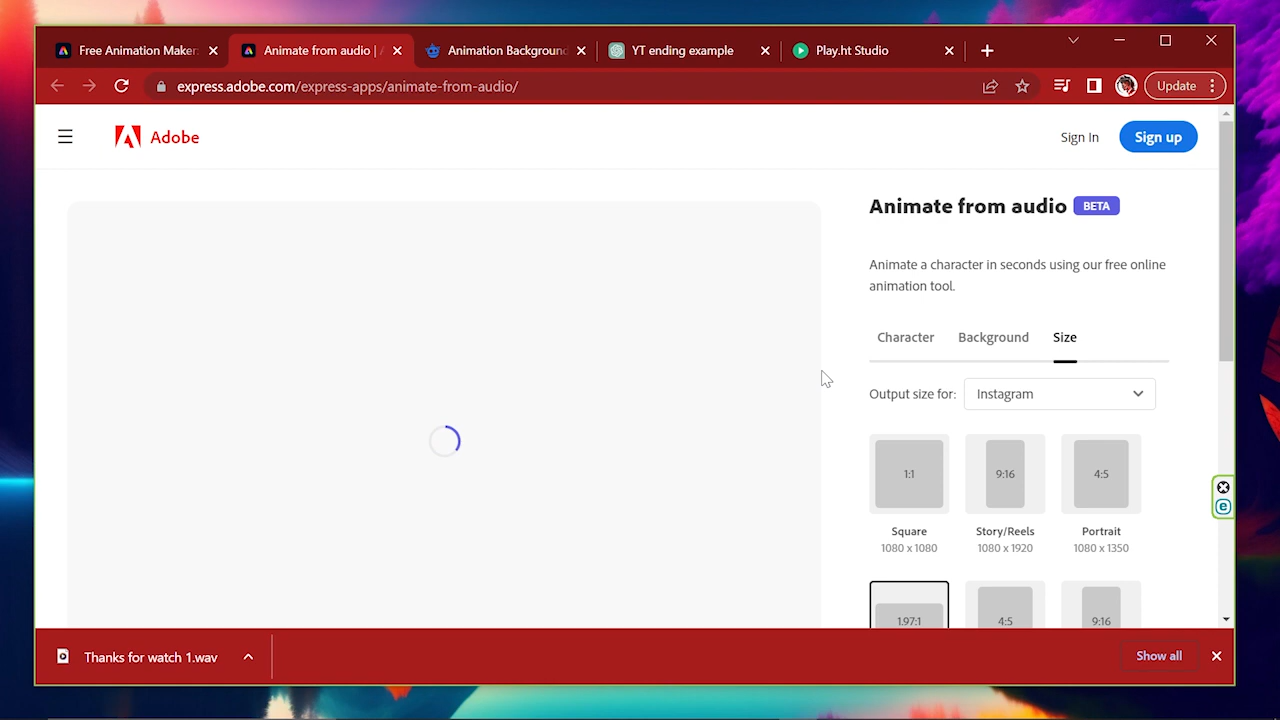 Free Animation Maker:
Animate from audio | A
Animation Background
YT ending example
Play.ht Studio
express.adobe.com/express-apps/animate-from-audio/
Update
Adobe
Sign In
Sign up
Animate from audio BETA
Animate a character in seconds using our free online
animation tool.
Character Background Size
Output size for: Instagram
1:1 9:16 4:5
Square Story/Reels Portrait
1080 x 1080 1080 x 1920 1080 x 1350
1.97:1 4:5 9:16
Thanks for watch 1.wav
Show all